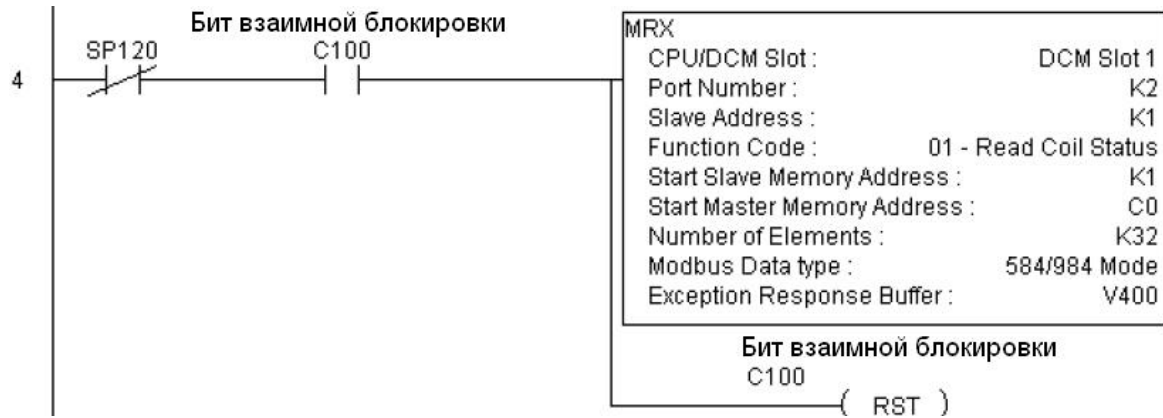 Бит взаимной блокировки
SP120 C100
4
MRX
CPU/DCM Slot : DCM Slot 1
Port Number : K2
Slave Address : K1
Function Code : 01 - Read Coil Status
Start Slave Memory Address : K1
Start Master Memory Address : C0
Number of Elements : K32
Modbus Data type : 584/984 Mode
Exception Response Buffer : V400
Бит взаимной блокировки
C100
( RST )